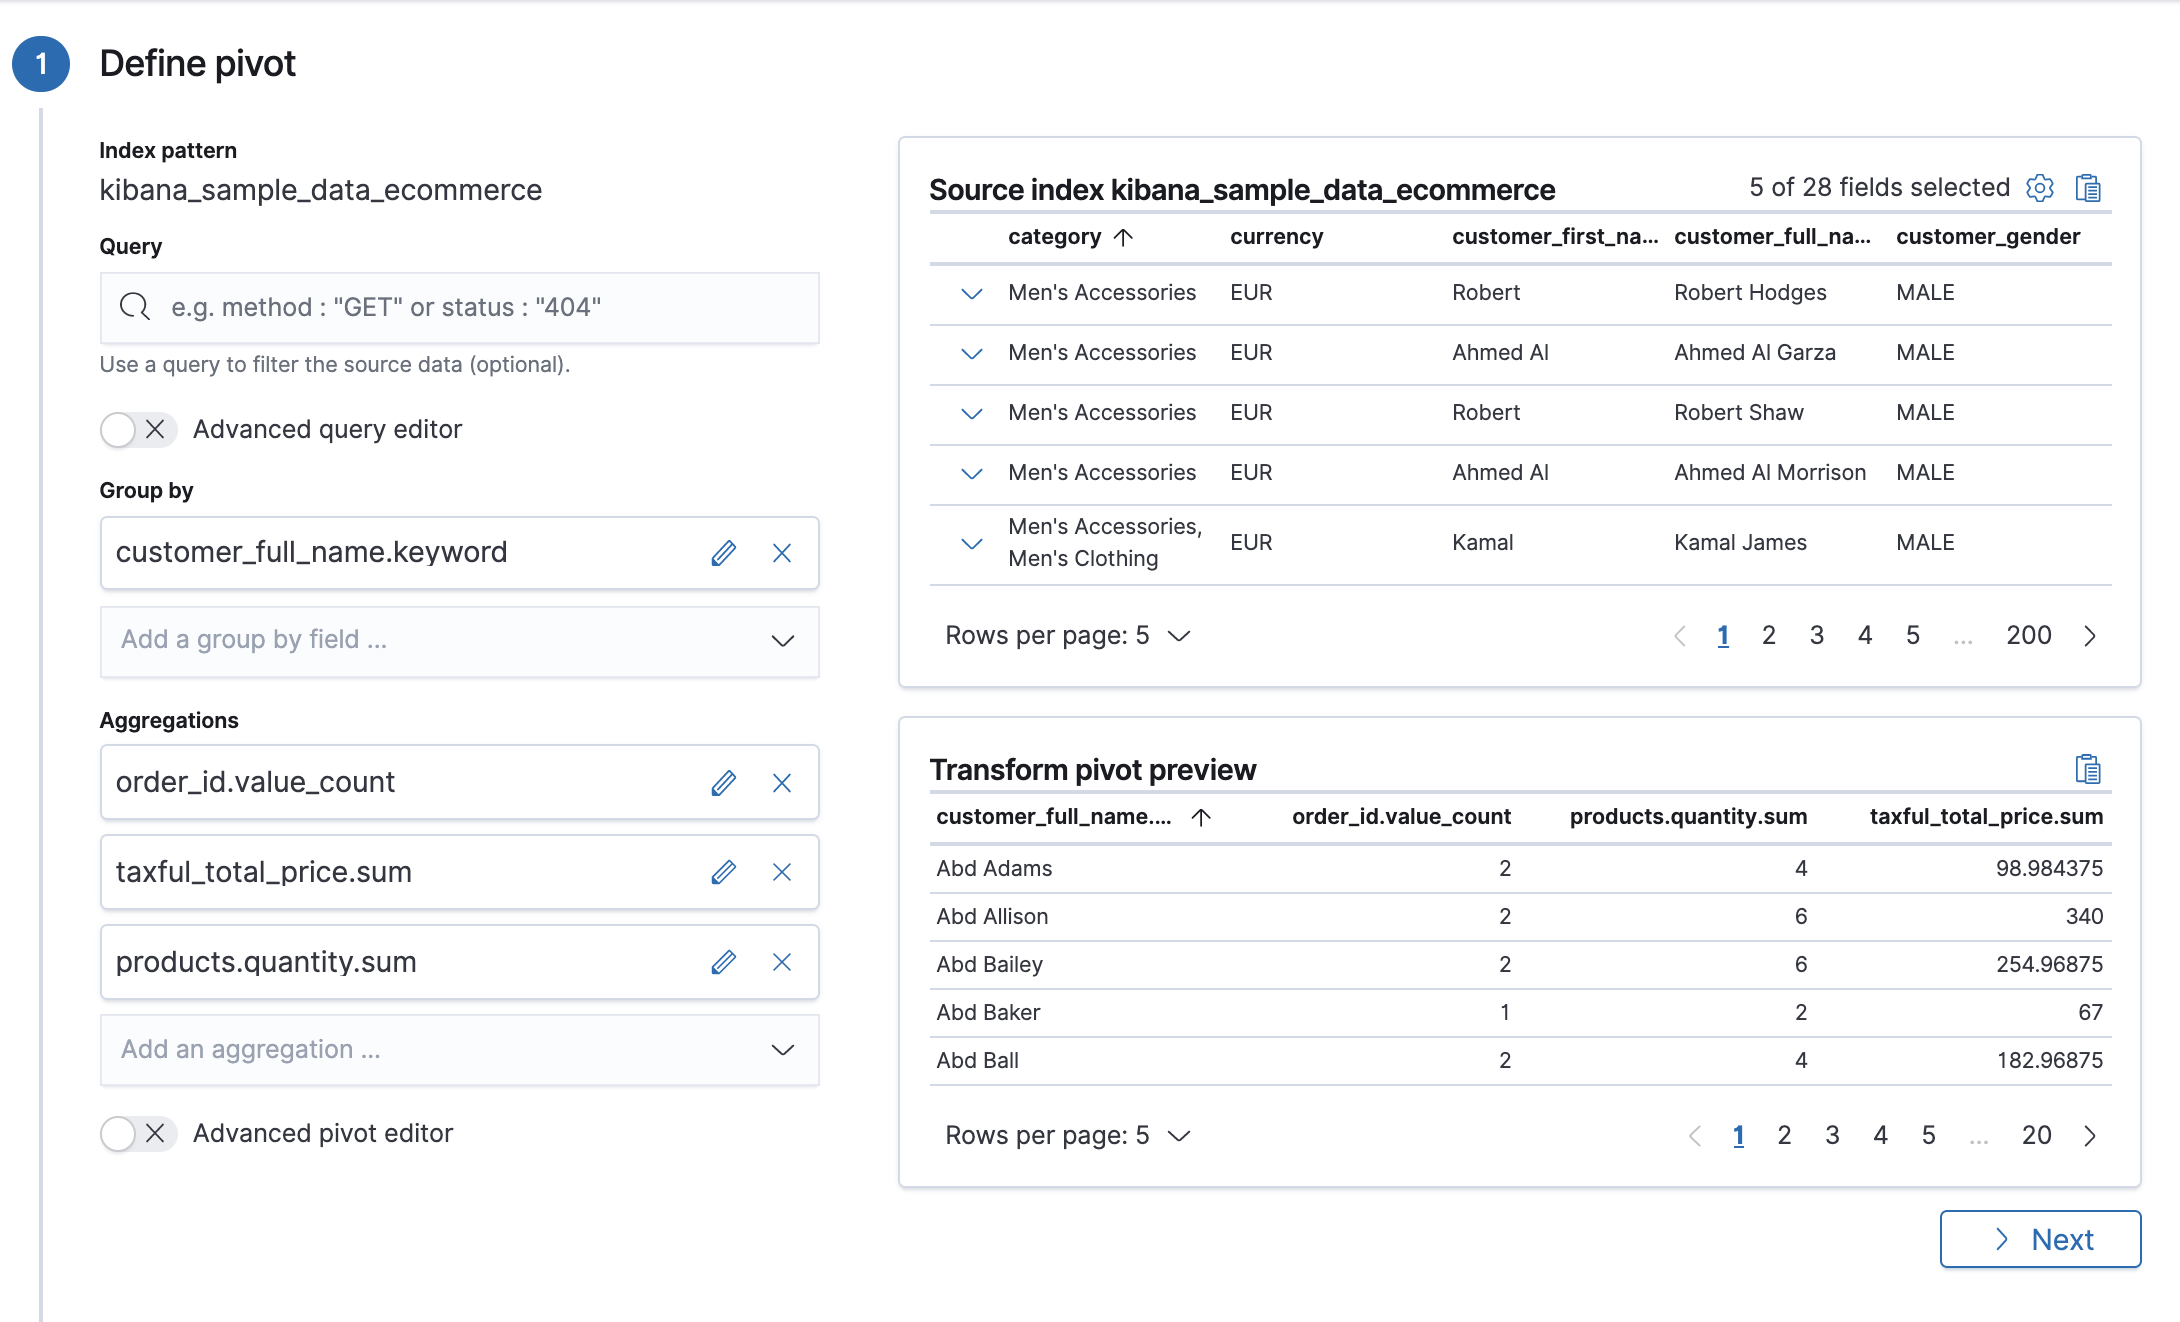 1 Define pivot
Index pattern
kibana_sample_data_ecommerce
Query
e.g. method : "GET" or status : "404"
Use a query to filter the source data (optional).
Advanced query editor
Group by
customer_full_name.keyword
Add a group by field ...
Aggregations
order_id.value_count
taxful_total_price.sum
products.quantity.sum
Add an aggregation ...
Advanced pivot editor
Source index kibana_sample_data_ecommerce 5 of 28 fields selected
category currency customer_first_na... customer_full_na... customer_gender
Men's Accessories EUR Robert Robert Hodges MALE
Men's Accessories EUR Ahmed Al Ahmed Al Garza MALE
Men's Accessories EUR Robert Robert Shaw MALE
Men's Accessories EUR Ahmed Al Ahmed Al Morrison MALE
Men's Accessories,
Men's Clothing EUR Kamal Kamal James MALE
Rows per page: 5 1 2 3 4 5 ... 200
Transform pivot preview
customer_full_name.... order_id.value_count products.quantity.sum taxful_total_price.sum
Abd Adams 2 4 98.984375
Abd Allison 2 6 340
Abd Bailey 2 6 254.96875
Abd Baker 1 2 67
Abd Ball 2 4 182.96875
Rows per page: 5 1 2 3 4 5 ... 20
Next